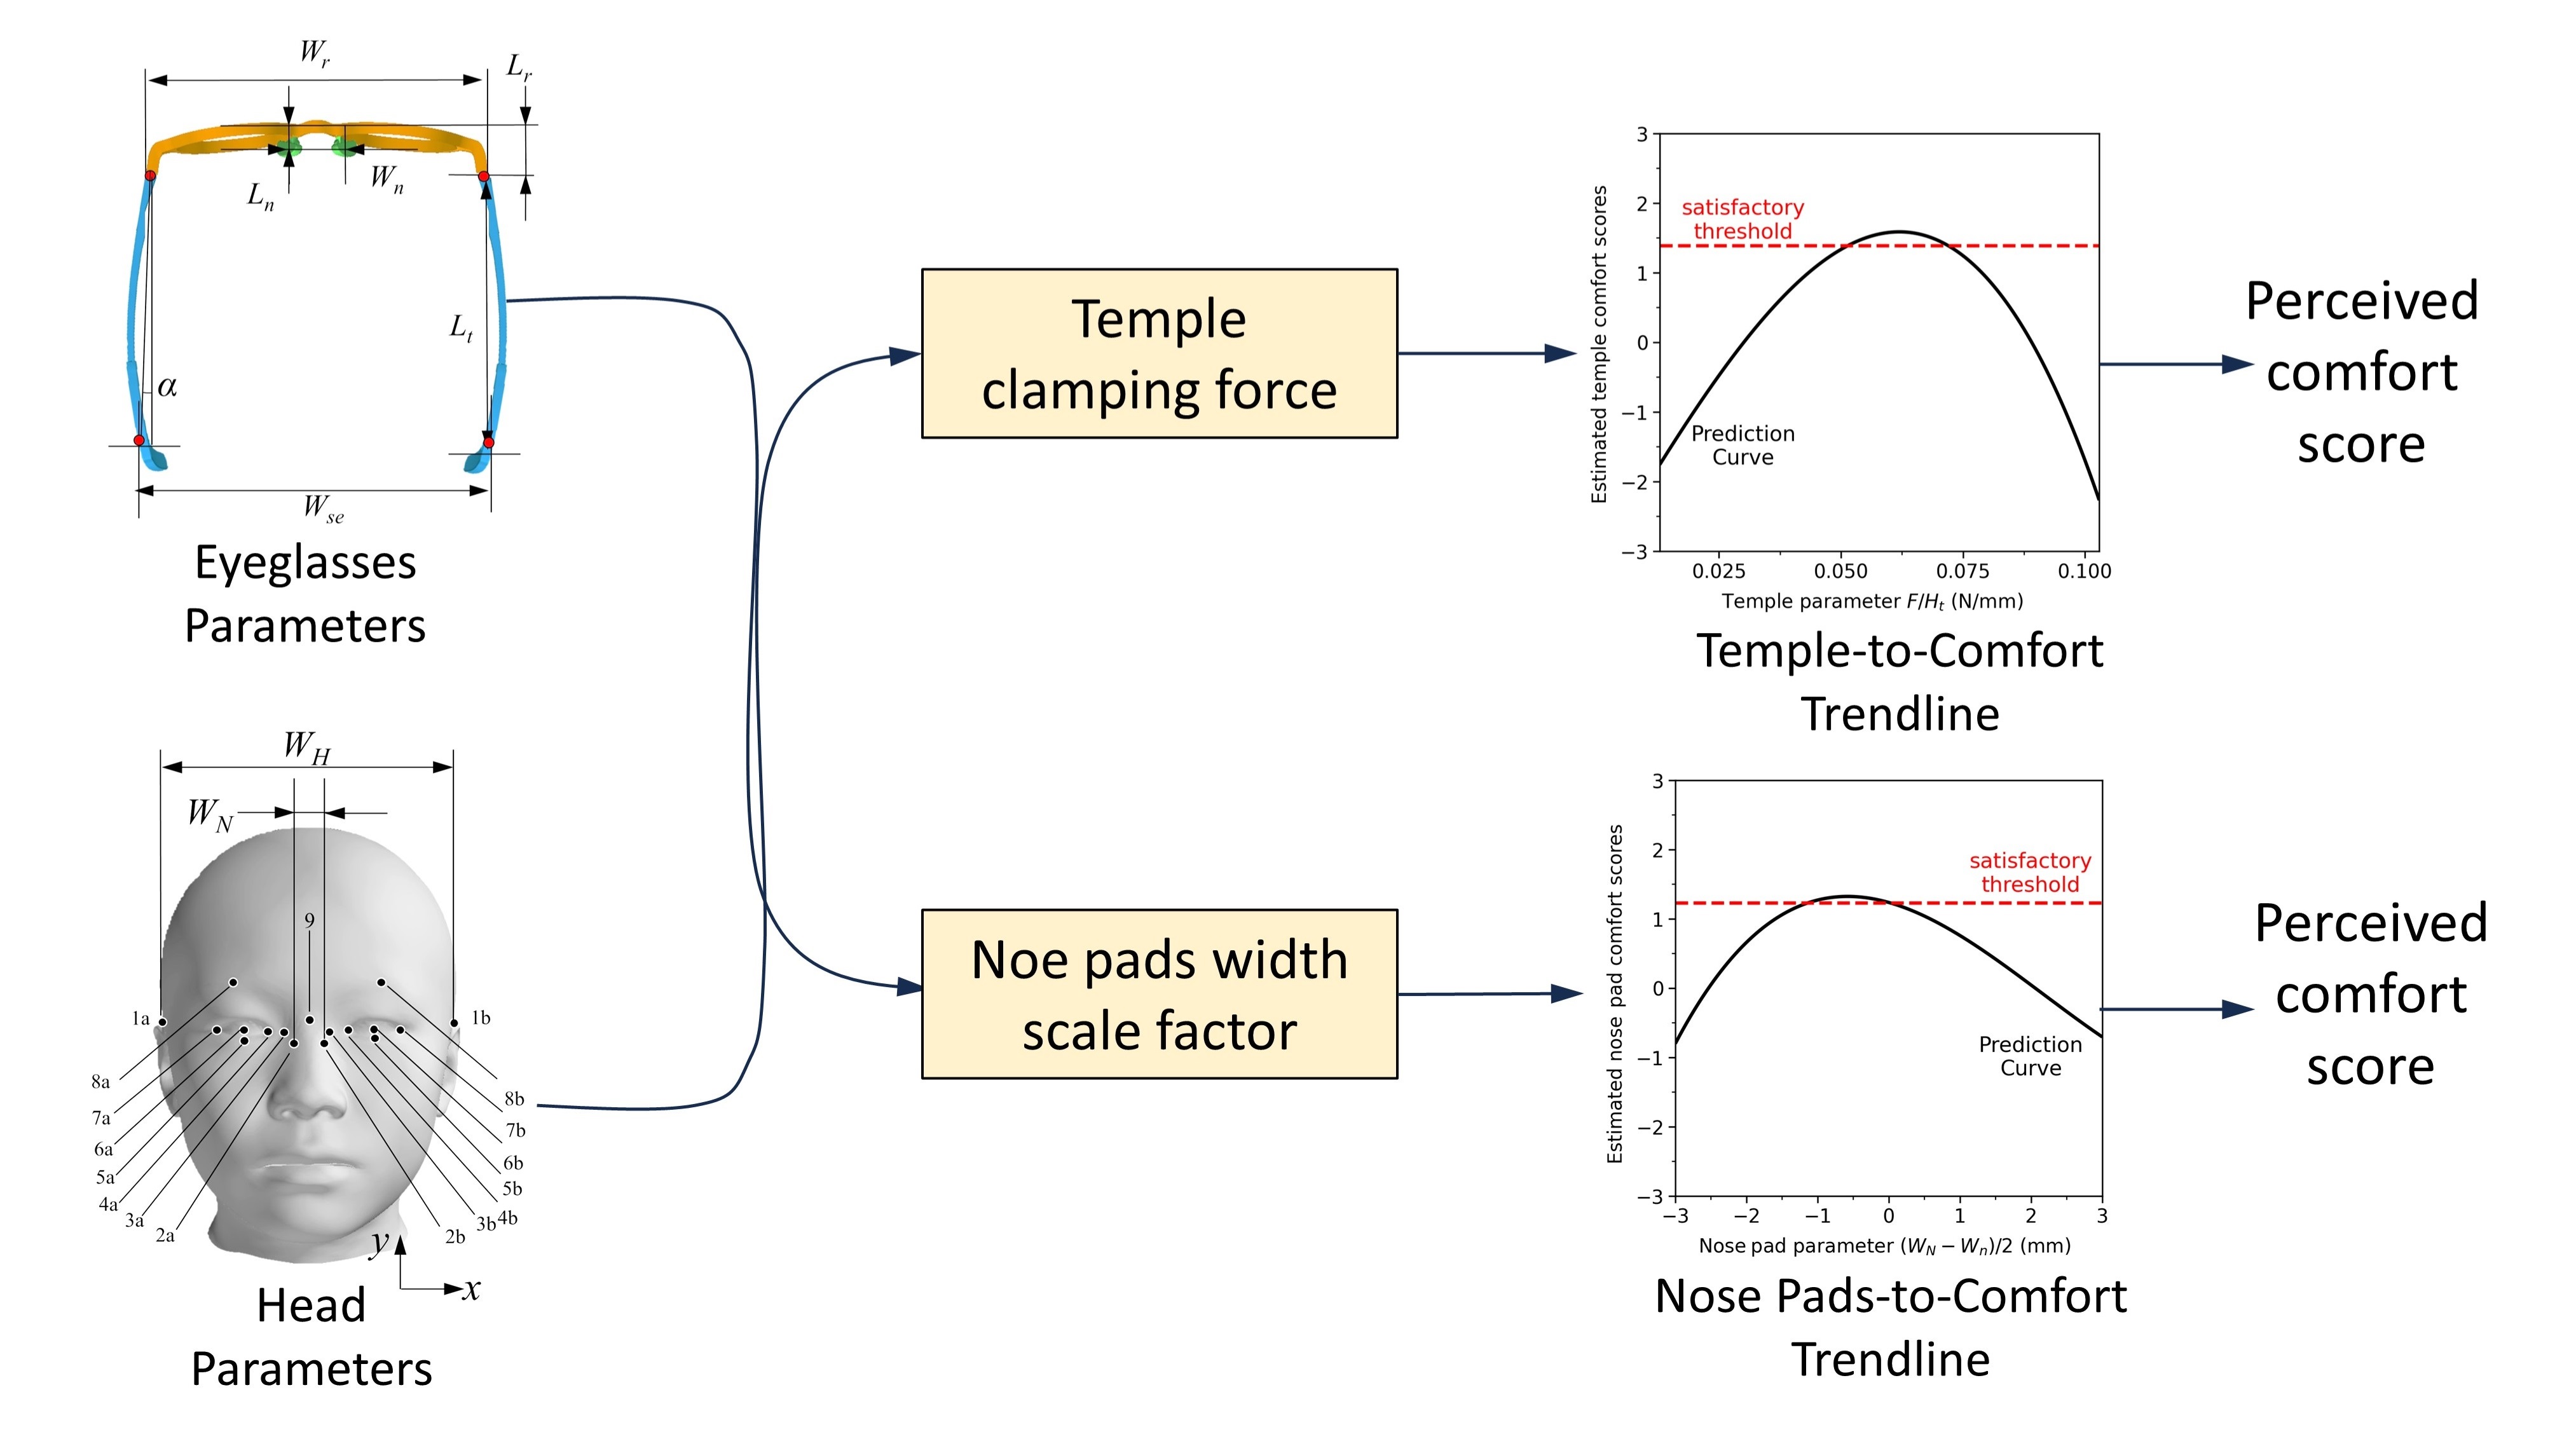 W_r
L_r
L_n
W_n
L_t
α
W_se
Eyeglasses
Parameters
W_H
W_N
9
1a
1b
8a
7a
6a
5a
4a
3a
2a
8b
7b
6b
5b
4b
3b
2b
y
x
Head
Parameters
Temple
clamping force
Noe pads width
scale factor
3
2
1
0
−1
−2
−3
Estimated temple comfort scores
satisfactory
threshold
Prediction
Curve
0.025 0.050 0.075 0.100
Temple parameter F/H_t (N/mm)
Temple-to-Comfort
Trendline
Perceived
comfort
score
3
2
1
0
−1
−2
−3
Estimated nose pad comfort scores
satisfactory
threshold
Prediction
Curve
−3 −2 −1 0 1 2 3
Nose pad parameter (W_N − W_n)/2 (mm)
Nose Pads-to-Comfort
Trendline
Perceived
comfort
score